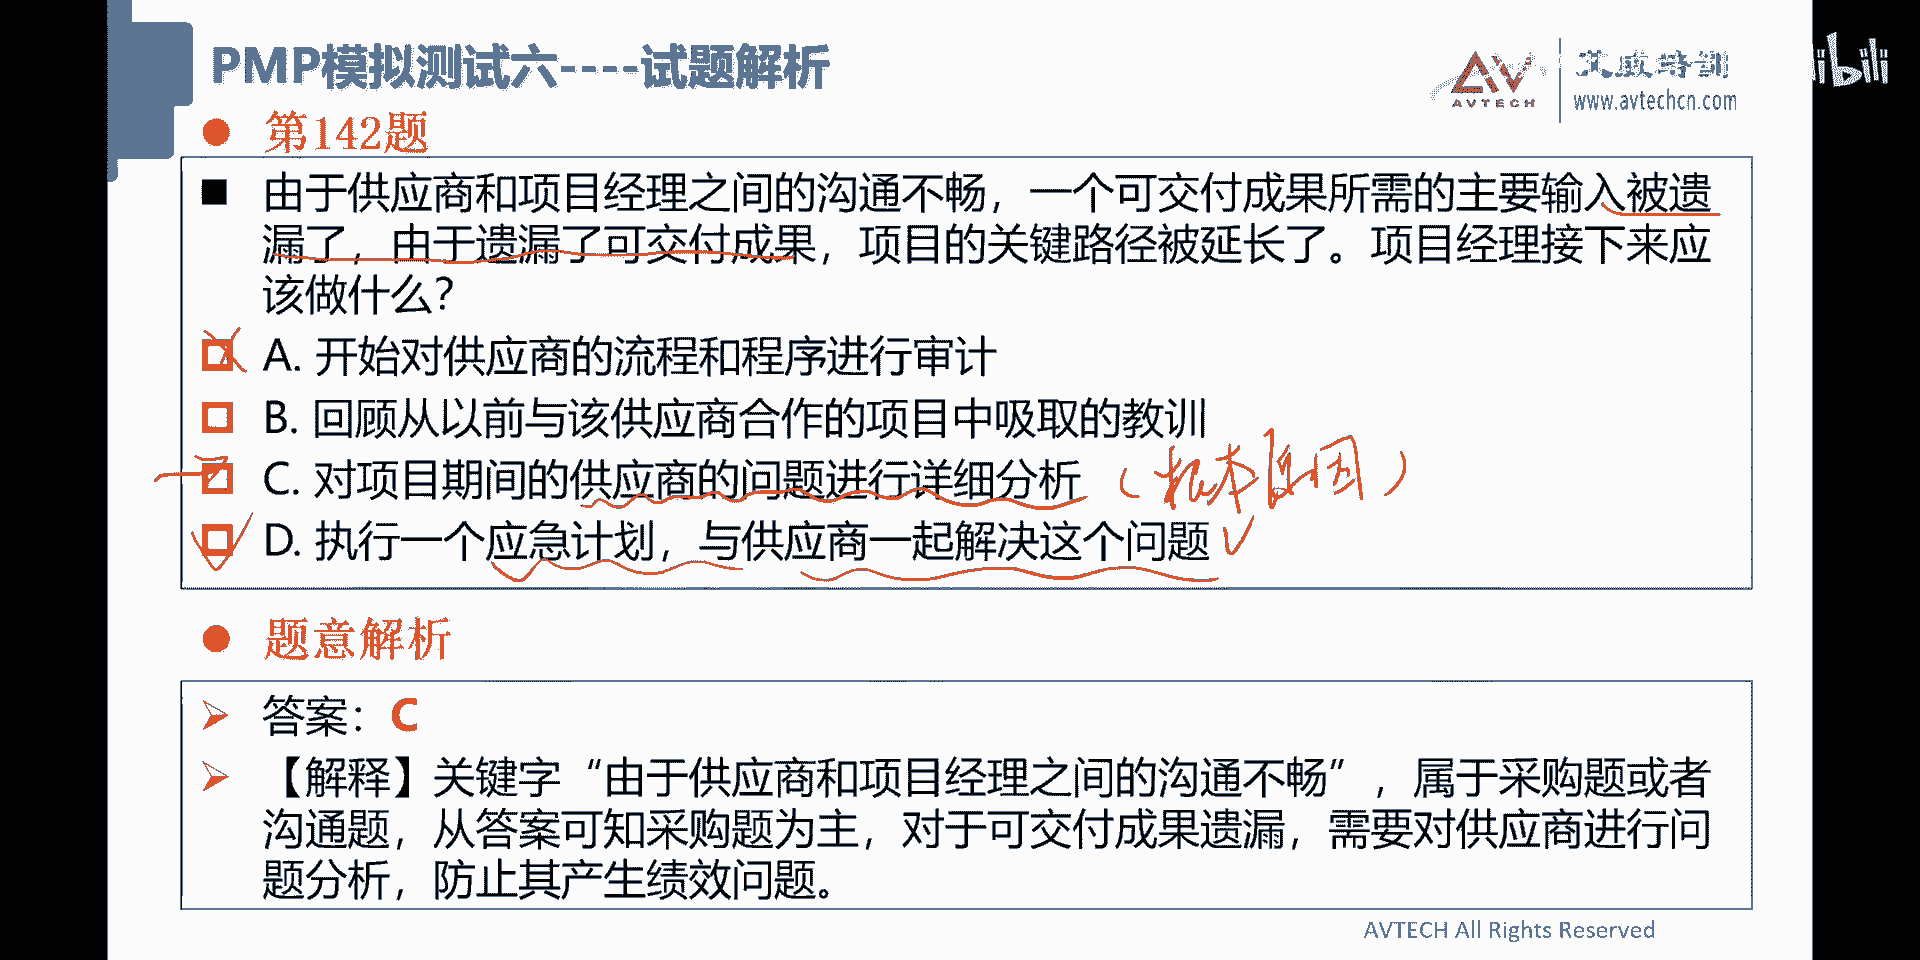 PMP模拟测试六----试题解析
AVTECH
艾威培训
www.avtechcn.com
第142题
由于供应商和项目经理之间的沟通不畅，一个可交付成果所需的主要输入被遗
漏了，由于遗漏了可交付成果，项目的关键路径被延长了。项目经理接下来应
该做什么？
A. 开始对供应商的流程和程序进行审计
B. 回顾从以前与该供应商合作的项目中吸取的教训
C. 对项目期间的供应商的问题进行详细分析（根本原因）
D. 执行一个应急计划，与供应商一起解决这个问题
题意解析
答案：C
【解释】关键字“由于供应商和项目经理之间的沟通不畅”，属于采购题或者
沟通题，从答案可知采购题为主，对于可交付成果遗漏，需要对供应商进行问
题分析，防止其产生绩效问题。
AVTECH All Rights Reserved